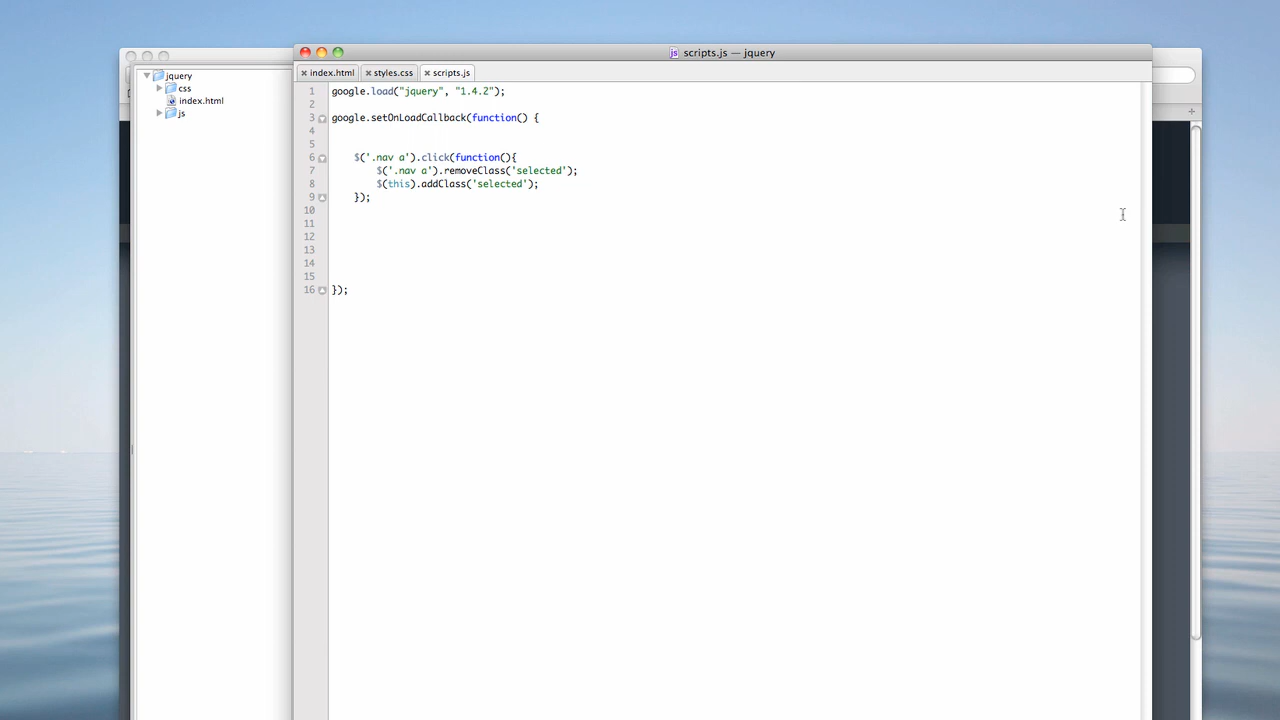 scripts.js — jquery
index.html
styles.css
scripts.js
jquery
css
index.html
js
1 google.load("jquery", "1.4.2");
2
3 google.setOnLoadCallback(function() {
4
5
6 $('.nav a').click(function(){
7 $('.nav a').removeClass('selected');
8 $(this).addClass('selected');
9 });
10
11
12
13
14
15
16 });